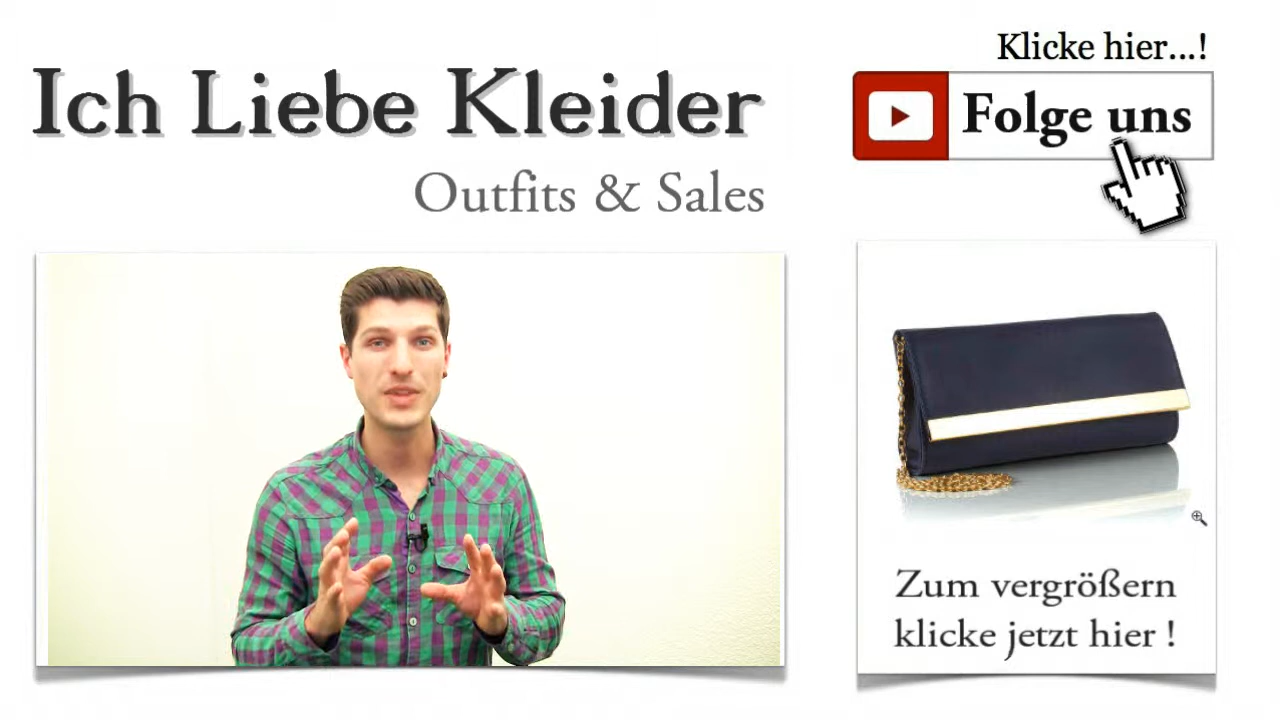 Ich Liebe Kleider
Outfits & Sales
Klicke hier...!
Folge uns
Zum vergrößern
klicke jetzt hier !